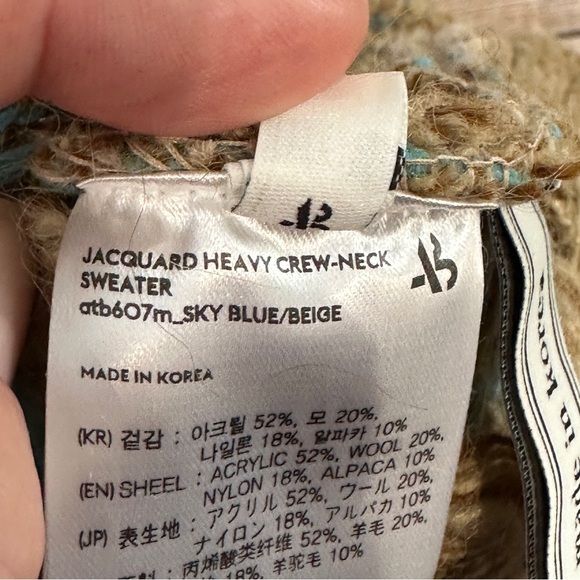 JACQUARD HEAVY CREW-NECK
SWEATER
atb607m_SKY BLUE/BEIGE
MADE IN KOREA
(KR) 겉감 : 아크릴 52%, 모 20%,
나일론 18%, 알파카 10%
(EN) SHEEL : ACRYLIC 52%, WOOL 20%,
NYLON 18%, ALPACA 10%
(JP) 表生地 : アクリル 52%, ウール 20%,
ナイロン 18%, アルパカ 10%
丙烯酸类纤维 52%, 羊毛 20%,
18%, 羊驼毛 10%
in korea